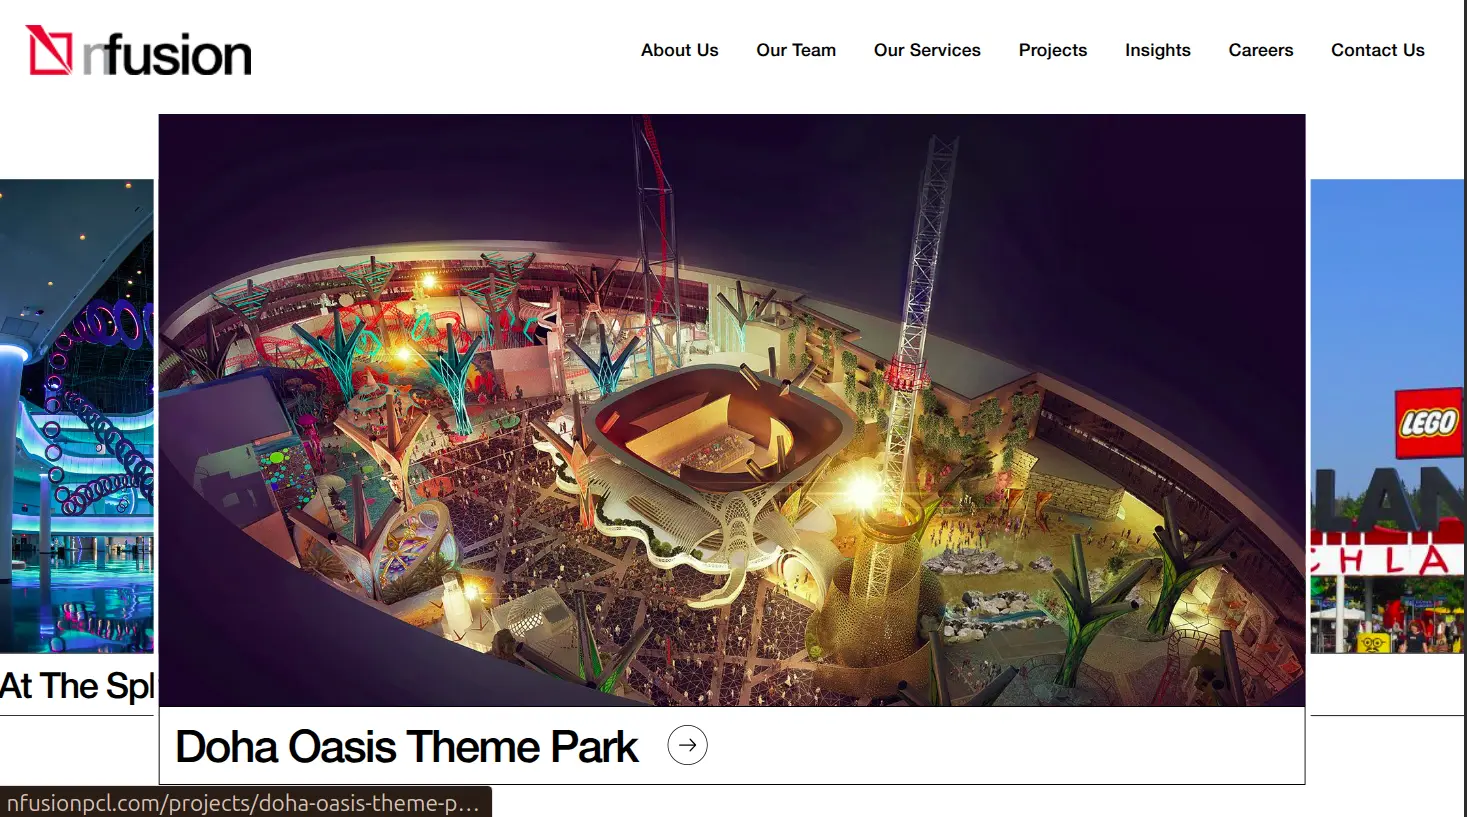 nfusion
About Us Our Team Our Services Projects Insights Careers Contact Us
LEGO
LAN
CHLA
At The Spl
Doha Oasis Theme Park
nfusionpcl.com/projects/doha-oasis-theme-p...